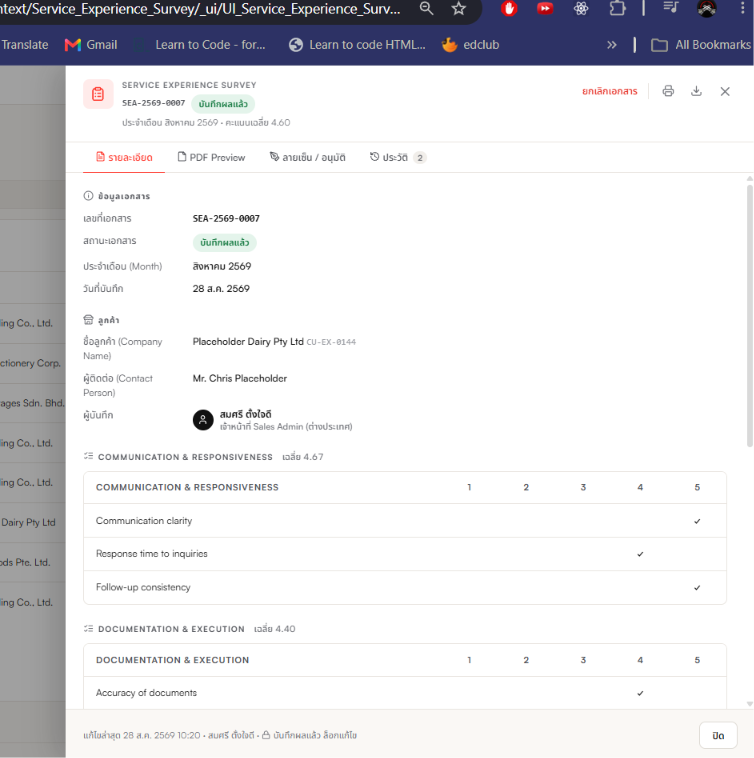 ntext/Service_Experience_Survey/_ui/UI_Service_Experience_Surv...
Translate
Gmail
Learn to Code - for...
Learn to code HTML...
edclub
»
All Bookmarks
SERVICE EXPERIENCE SURVEY
SEA-2569-0007 บันทึกผลแล้ว
ประจำเดือน สิงหาคม 2569 · คะแนนเฉลี่ย 4.60
ยกเลิกเอกสาร
รายละเอียด
PDF Preview
ลายเซ็น / อนุมัติ
ประวัติ 2
ข้อมูลเอกสาร
เลขที่เอกสาร SEA-2569-0007
สถานะเอกสาร บันทึกผลแล้ว
ประจำเดือน (Month) สิงหาคม 2569
วันที่บันทึก 28 ส.ค. 2569
ลูกค้า
ชื่อลูกค้า (Company Placeholder Dairy Pty Ltd CU-EX-0144
Name)
ผู้ติดต่อ (Contact Mr. Chris Placeholder
Person)
ผู้บันทึก สมศรี ตั้งใจดี
เจ้าหน้าที่ Sales Admin (ต่างประเทศ)
COMMUNICATION & RESPONSIVENESS เฉลี่ย 4.67
COMMUNICATION & RESPONSIVENESS 1 2 3 4 5
Communication clarity ✓
Response time to inquiries ✓
Follow-up consistency ✓
DOCUMENTATION & EXECUTION เฉลี่ย 4.40
DOCUMENTATION & EXECUTION 1 2 3 4 5
Accuracy of documents ✓
แก้ไขล่าสุด 28 ส.ค. 2569 10:20 · สมศรี ตั้งใจดี · บันทึกผลแล้ว ล็อกแก้ไข
ปิด
ing Co., Ltd.
ctionery Corp.
ages Sdn. Bhd.
ing Co., Ltd.
ing Co., Ltd.
Dairy Pty Ltd
ods Pte. Ltd.
ing Co., Ltd.